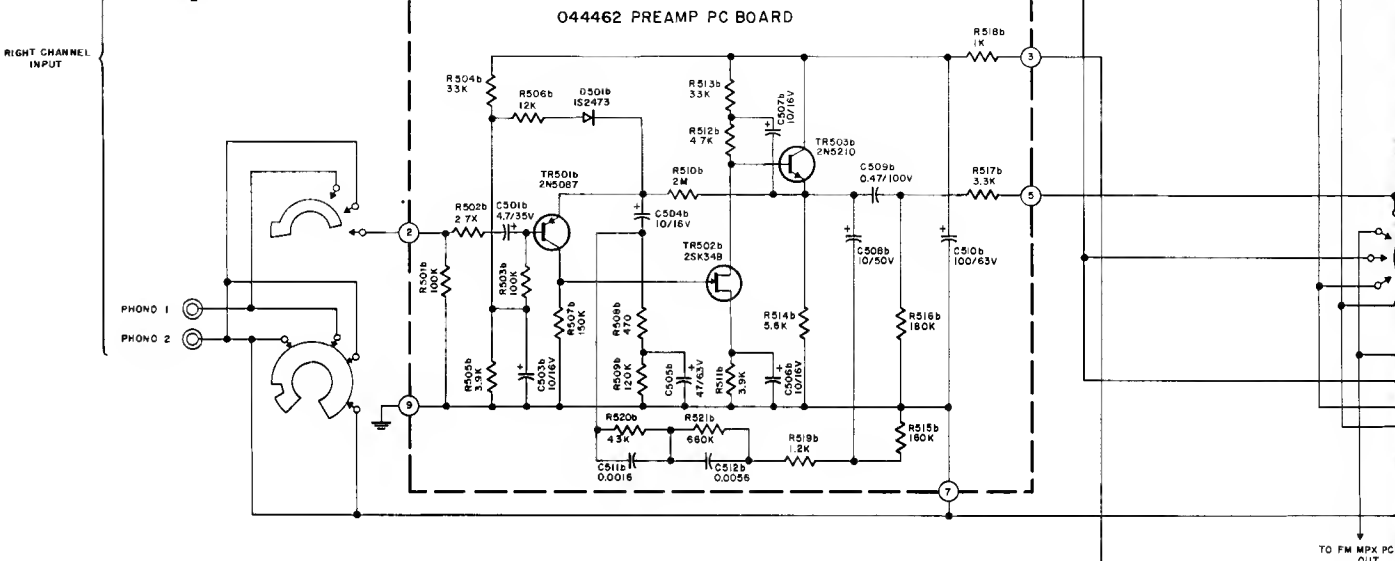 044462 PREAMP PC BOARD
RIGHT CHANNEL
INPUT
R518b
1K
3
R504b
33K
R506b
12K
D501b
1S2473
R513b
33K
C507b
10/16V
R512b
4.7K
TR503b
2N5210
TR501b
2N5087
R510b
2M
C509b
0.47/100V
R517b
3.3K
5
R502b
2.7K
C501b
4.7/35V
C504b
10/16V
2
TR502b
2SK34B
C508b
10/50V
C510b
100/63V
R501b
100K
R503b
100K
PHONO 1
R507b
150K
R508b
470
R514b
5.6K
R516b
180K
PHONO 2
R505b
3.9K
C503b
10/16V
R509b
120K
C505b
47/63V
R511b
3.9K
C506b
10/16V
9
R520b
43K
R521b
660K
R519b
1.2K
R515b
160K
C511b
0.0016
C512b
0.0056
7
TO FM MPX PC
OUT